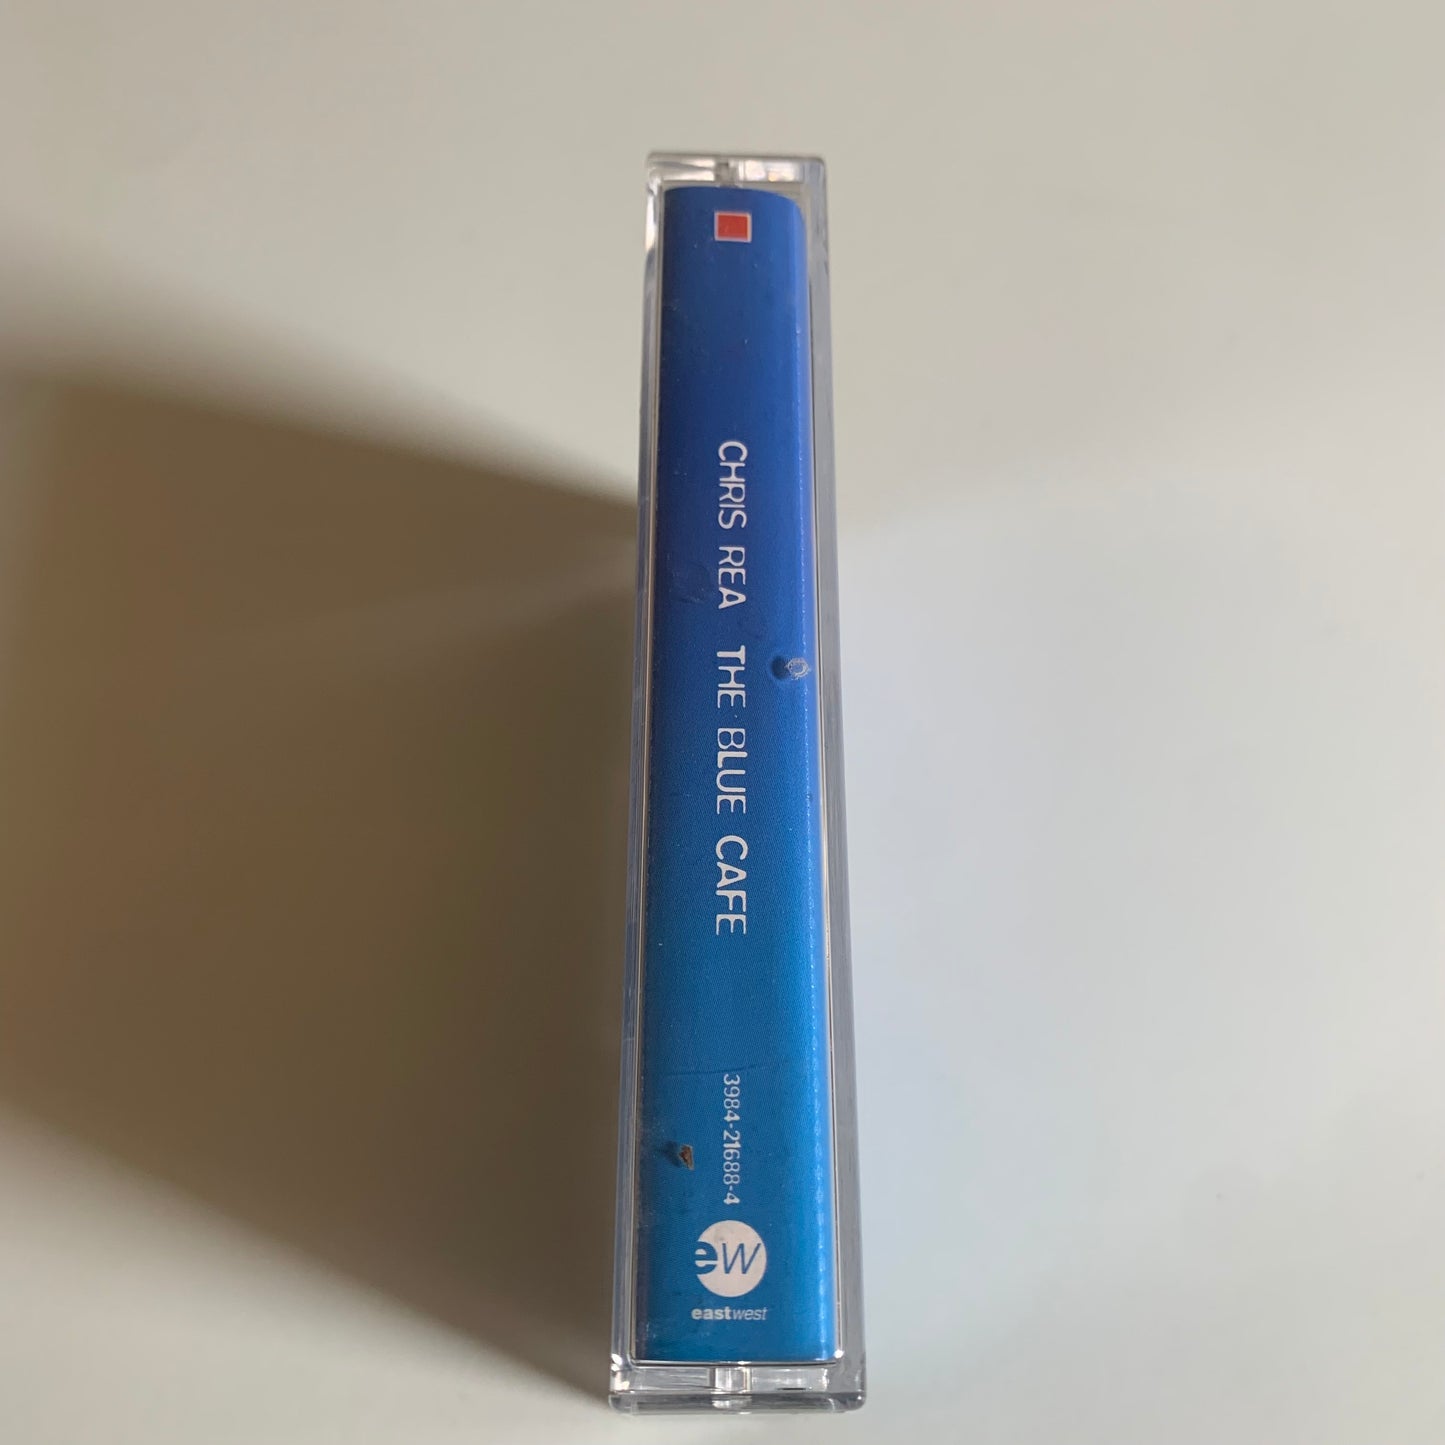 CHRIS REA THE BLUE CAFE
3984-21688-4
eW
eastwest